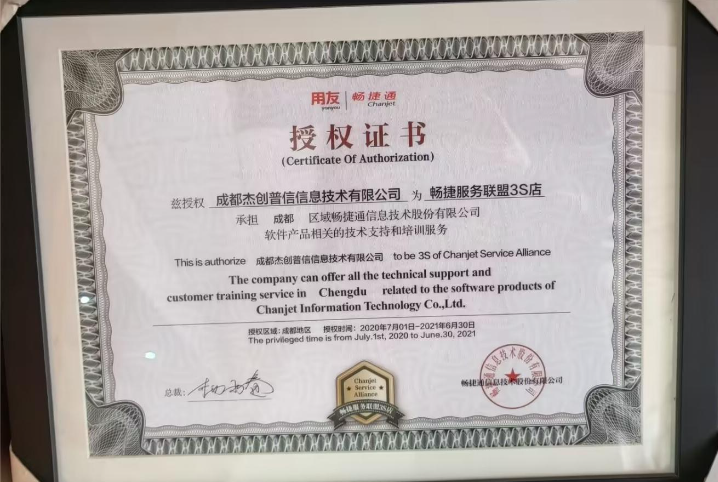 用友 畅捷通
yonyou Chanjet
授权证书
(Certificate Of Authorization)
兹授权 成都杰创普信信息技术有限公司 为 畅捷服务联盟3S店
承担 成都 区域畅捷通信息技术股份有限公司
软件产品相关的技术支持和培训服务
This is authorize 成都杰创普信信息技术有限公司 to be 3S of Chanjet Service Alliance
The company can offer all the technical support and
customer training service in Chengdu related to the software products of
Chanjet Information Technology Co.,Ltd.
授权区域: 成都地区 授权时间: 2020年7月01日-2021年6月30日
The privileged time is from July.1st, 2020 to June.30, 2021
总裁:
Chanjet
Service
Alliance
畅捷服务联盟3S店
畅捷通信息技术股份有限公司